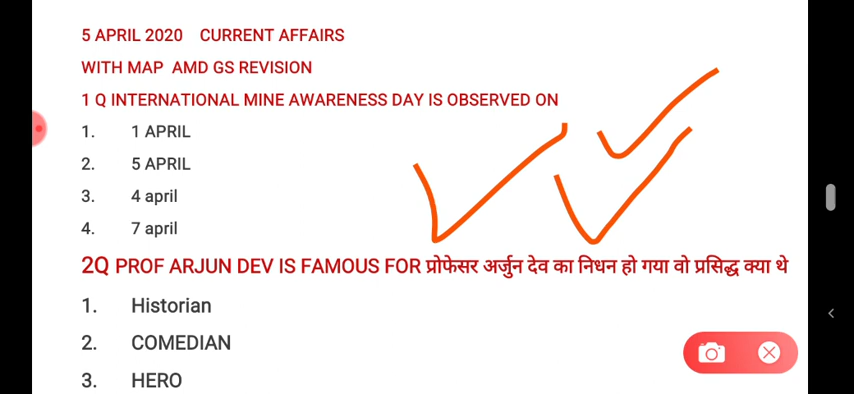 5 APRIL 2020 CURRENT AFFAIRS
WITH MAP AMD GS REVISION
1 Q INTERNATIONAL MINE AWARENESS DAY IS OBSERVED ON
1. 1 APRIL
2. 5 APRIL
3. 4 april
4. 7 april
2Q PROF ARJUN DEV IS FAMOUS FOR प्रोफेसर अर्जुन देव का निधन हो गया वो प्रसिद्ध क्या थे
1. Historian
2. COMEDIAN
3. HERO